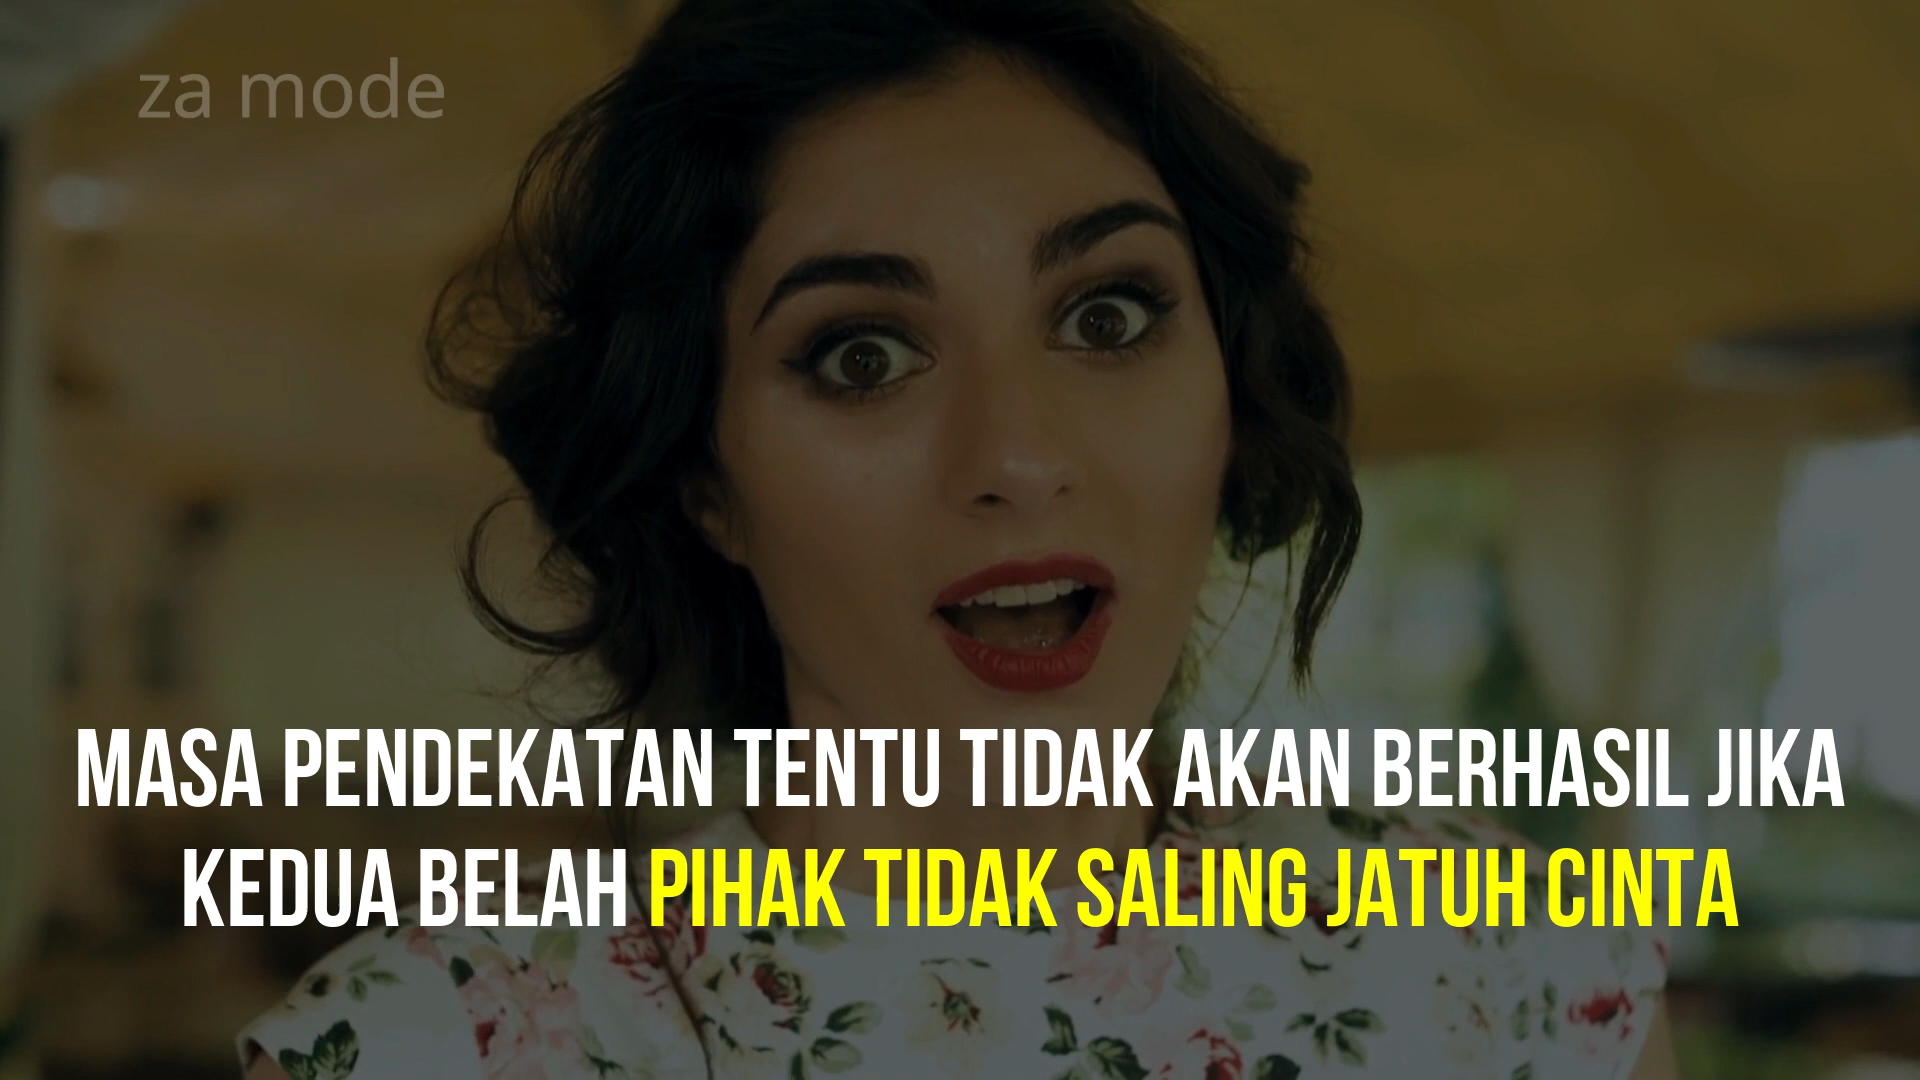 za mode
MASA PENDEKATAN TENTU TIDAK AKAN BERHASIL JIKA
KEDUA BELAH PIHAK TIDAK SALING JATUH CINTA